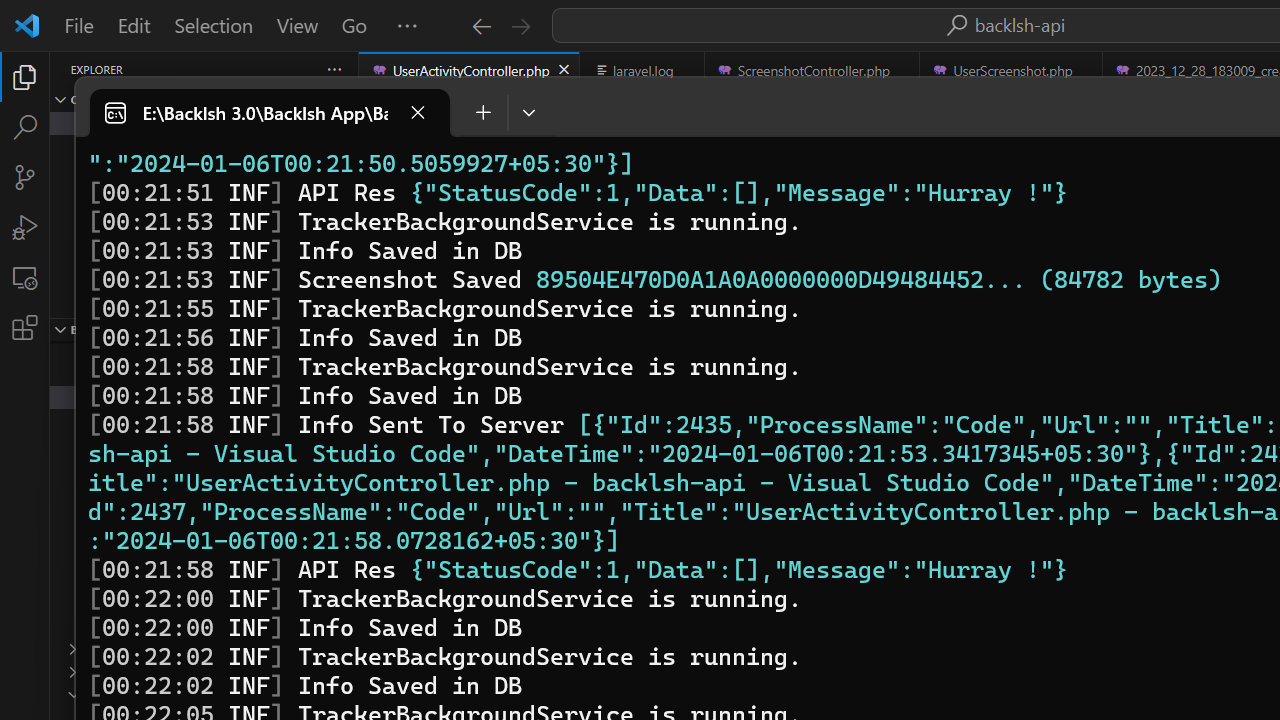 File Edit Selection View Go ··· backlsh-api
EXPLORER ··· UserActivityController.php laravel.log ScreenshotController.php UserScreenshot.php 2023_12_28_183009_cre
E:\Backlsh 3.0\Backlsh App\Ba
":"2024-01-06T00:21:50.5059927+05:30"}]
[00:21:51 INF] API Res {"StatusCode":1,"Data":[],"Message":"Hurray !"}
[00:21:53 INF] TrackerBackgroundService is running.
[00:21:53 INF] Info Saved in DB
[00:21:53 INF] Screenshot Saved 89504E470D0A1A0A0000000D49484452... (84782 bytes)
[00:21:55 INF] TrackerBackgroundService is running.
[00:21:56 INF] Info Saved in DB
[00:21:58 INF] TrackerBackgroundService is running.
[00:21:58 INF] Info Saved in DB
[00:21:58 INF] Info Sent To Server [{"Id":2435,"ProcessName":"Code","Url":"","Title":
sh-api - Visual Studio Code","DateTime":"2024-01-06T00:21:53.3417345+05:30"},{"Id":24
itle":"UserActivityController.php - backlsh-api - Visual Studio Code","DateTime":"202
d":2437,"ProcessName":"Code","Url":"","Title":"UserActivityController.php - backlsh-a
:"2024-01-06T00:21:58.0728162+05:30"}]
[00:21:58 INF] API Res {"StatusCode":1,"Data":[],"Message":"Hurray !"}
[00:22:00 INF] TrackerBackgroundService is running.
[00:22:00 INF] Info Saved in DB
[00:22:02 INF] TrackerBackgroundService is running.
[00:22:02 INF] Info Saved in DB
[00:22:05 INF] TrackerBackgroundService is running.